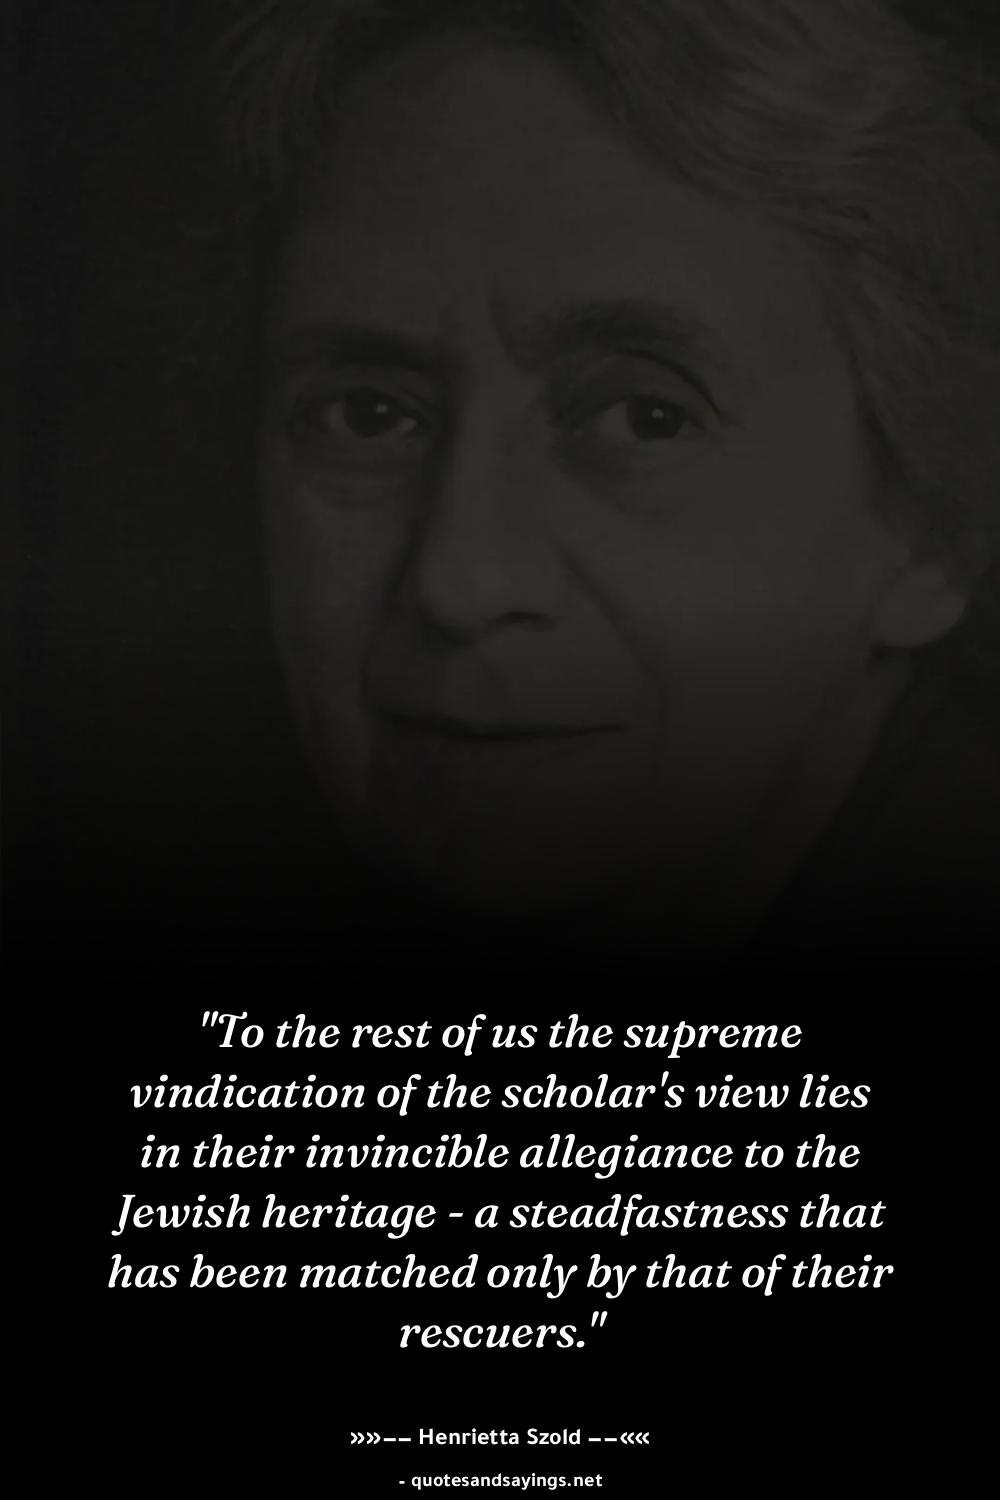 "To the rest of us the supreme
vindication of the scholar's view lies
in their invincible allegiance to the
Jewish heritage - a steadfastness that
has been matched only by that of their
rescuers."
»»−− Henrietta Szold −−««
- quotesandsayings.net